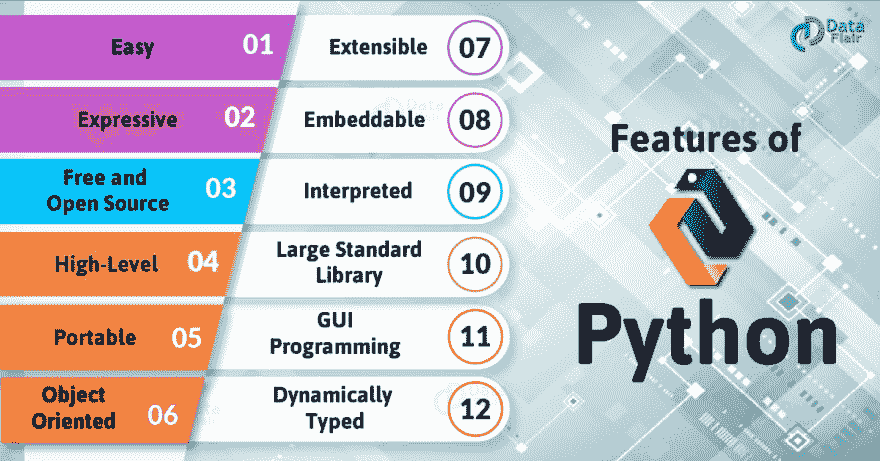 Easy 01
Expressive 02
Free and
Open Source 03
High-Level 04
Portable 05
Object
Oriented 06
Extensible 07
Embeddable 08
Interpreted 09
Large Standard
Library 10
GUI
Programming 11
Dynamically
Typed 12
Data
Flair
Features of
Python